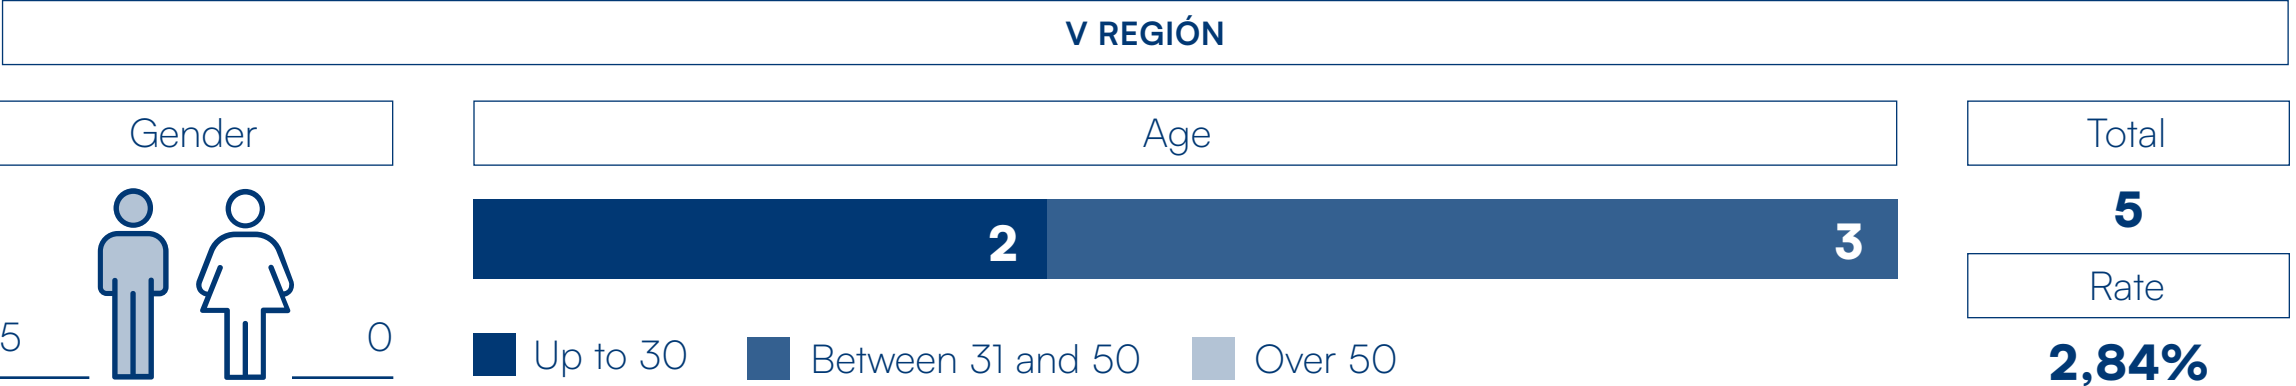 V REGIÓN
Gender
Age
Total
5
0
2
3
5
Rate
2,84%
Up to 30
Between 31 and 50
Over 50